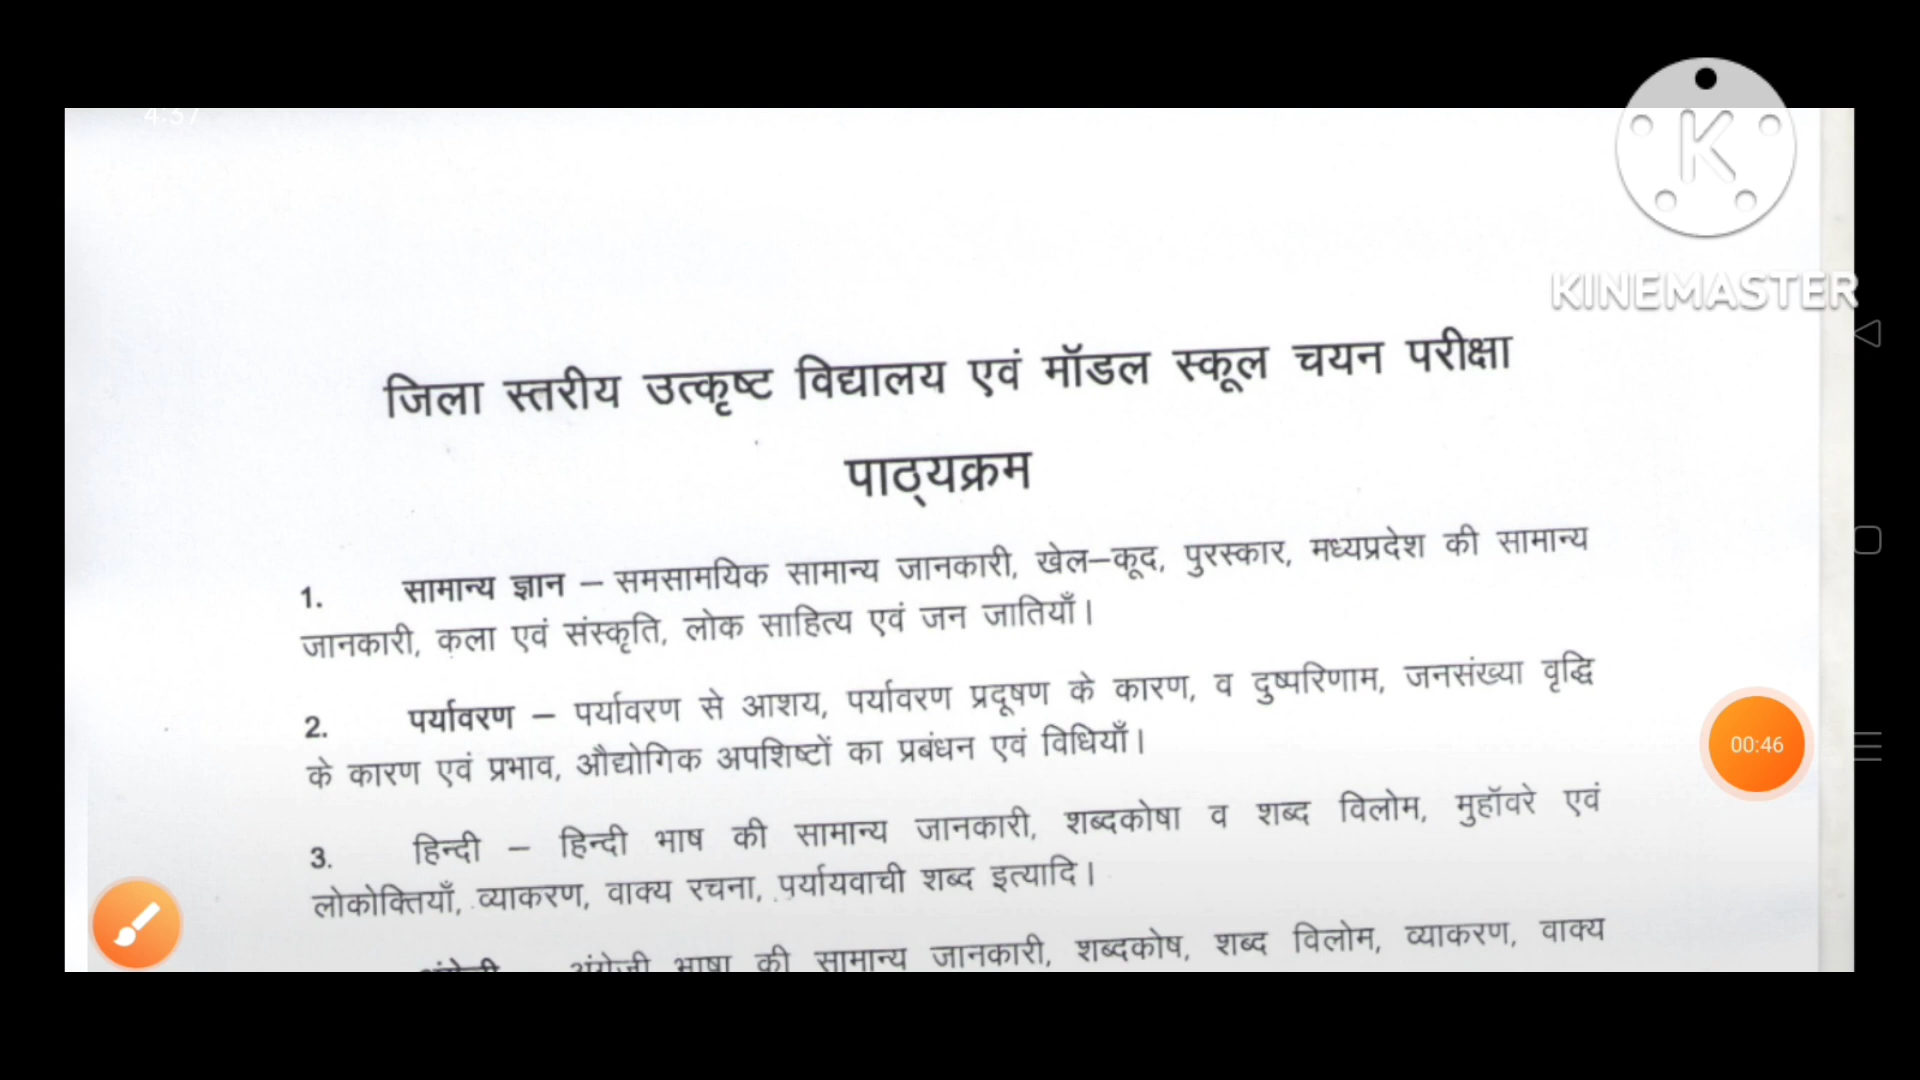 4:37
KINEMASTER
जिला स्तरीय उत्कृष्ट विद्यालय एवं मॉडल स्कूल चयन परीक्षा
पाठ्यक्रम
1. सामान्य ज्ञान – समसामयिक सामान्य जानकारी, खेल–कूद, पुरस्कार, मध्यप्रदेश की सामान्य
जानकारी, कला एवं संस्कृति, लोक साहित्य एवं जन जातियाँ।
2. पर्यावरण – पर्यावरण से आशय, पर्यावरण प्रदूषण के कारण, व दुष्परिणाम, जनसंख्या वृद्धि
के कारण एवं प्रभाव, औद्योगिक अपशिष्टों का प्रबंधन एवं विधियाँ।
00:46
3. हिन्दी – हिन्दी भाष की सामान्य जानकारी, शब्दकोषा व शब्द विलोम, मुहॉवरे एवं
लोकोक्तियाँ, व्याकरण, वाक्य रचना, पर्यायवाची शब्द इत्यादि।
अंग्रेजी अंग्रेजी भाषा की सामान्य जानकारी, शब्दकोष, शब्द विलोम, व्याकरण, वाक्य